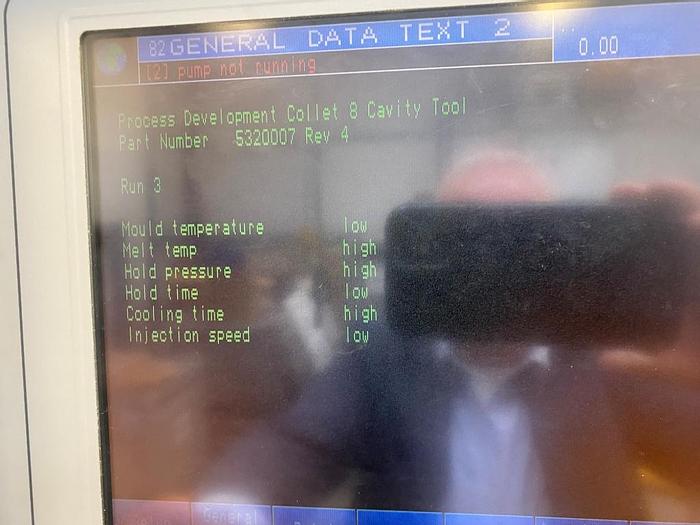 82 GENERAL DATA TEXT 2
0.00
[2] pump not running
Process Development Collet 8 Cavity Tool
Part Number 5320007 Rev 4
Run 3
Mould temperature low
Melt temp high
Hold pressure high
Hold time low
Cooling time high
Injection speed low
General